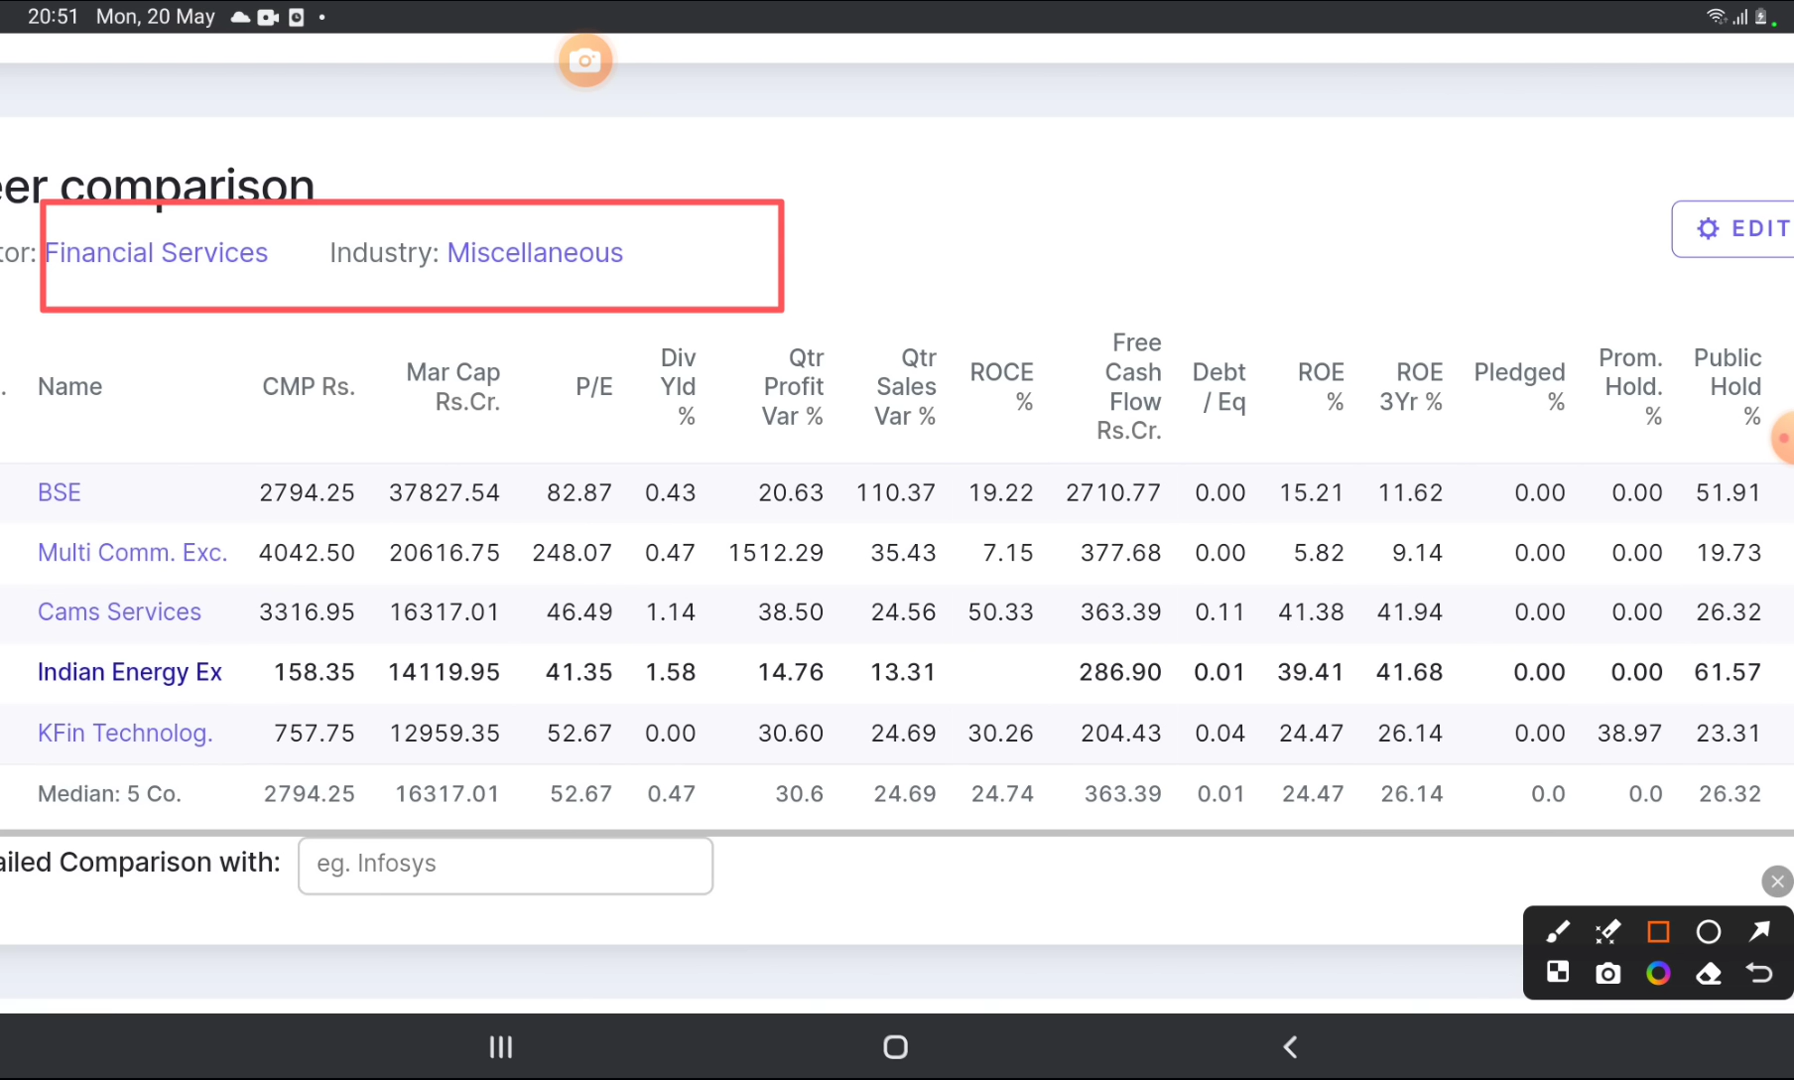 20:51 Mon, 20 May
eer comparison
tor: Financial Services Industry: Miscellaneous
EDIT
. Name CMP Rs. Mar Cap Rs.Cr. P/E Div Yld % Qtr Profit Var % Qtr Sales Var % ROCE % Free Cash Flow Rs.Cr. Debt / Eq ROE % ROE 3Yr % Pledged % Prom. Hold. % Public Hold %
BSE 2794.25 37827.54 82.87 0.43 20.63 110.37 19.22 2710.77 0.00 15.21 11.62 0.00 0.00 51.91
Multi Comm. Exc. 4042.50 20616.75 248.07 0.47 1512.29 35.43 7.15 377.68 0.00 5.82 9.14 0.00 0.00 19.73
Cams Services 3316.95 16317.01 46.49 1.14 38.50 24.56 50.33 363.39 0.11 41.38 41.94 0.00 0.00 26.32
Indian Energy Ex 158.35 14119.95 41.35 1.58 14.76 13.31 286.90 0.01 39.41 41.68 0.00 0.00 61.57
KFin Technolog. 757.75 12959.35 52.67 0.00 30.60 24.69 30.26 204.43 0.04 24.47 26.14 0.00 38.97 23.31
Median: 5 Co. 2794.25 16317.01 52.67 0.47 30.6 24.69 24.74 363.39 0.01 24.47 26.14 0.0 0.0 26.32
ailed Comparison with: eg. Infosys